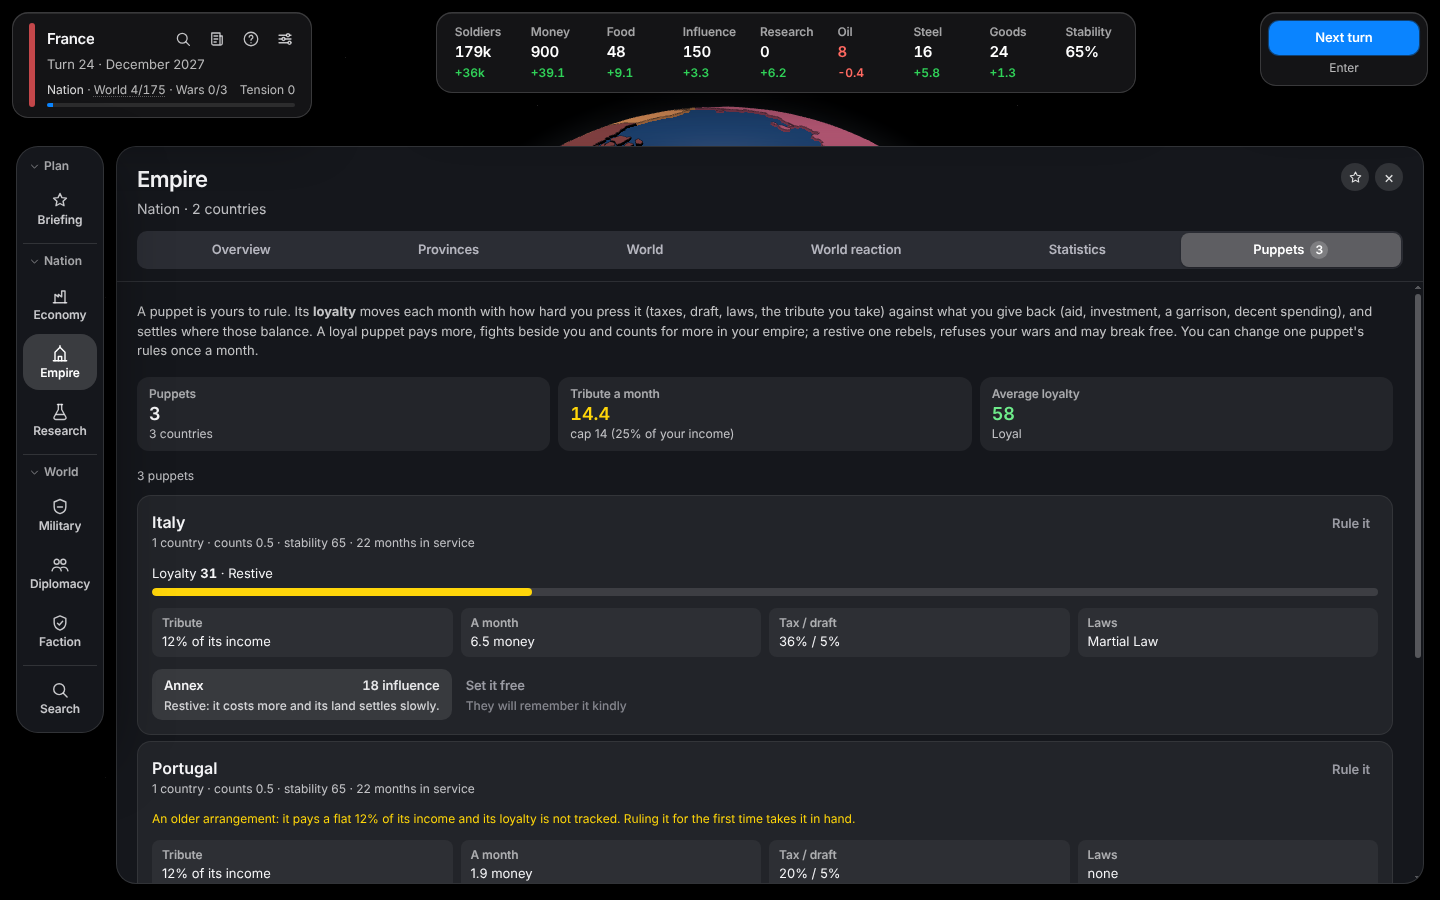 France
Turn 24 · December 2027
Nation · World 4/175 · Wars 0/3 Tension 0
Soldiers
179k
+36k
Money
900
+39.1
Food
48
+9.1
Influence
150
+3.3
Research
0
+6.2
Oil
8
-0.4
Steel
16
+5.8
Goods
24
+1.3
Stability
65%
Next turn
Enter
Plan
Briefing
Nation
Economy
Empire
Research
World
Military
Diplomacy
Faction
Search
Empire
Nation · 2 countries
Overview
Provinces
World
World reaction
Statistics
Puppets 3
A puppet is yours to rule. Its loyalty moves each month with how hard you press it (taxes, draft, laws, the tribute you take) against what you give back (aid, investment, a garrison, decent spending), and
settles where those balance. A loyal puppet pays more, fights beside you and counts for more in your empire; a restive one rebels, refuses your wars and may break free. You can change one puppet's
rules once a month.
Puppets
3
3 countries
Tribute a month
14.4
cap 14 (25% of your income)
Average loyalty
58
Loyal
3 puppets
Italy
Rule it
1 country · counts 0.5 · stability 65 · 22 months in service
Loyalty 31 · Restive
Tribute
12% of its income
A month
6.5 money
Tax / draft
36% / 5%
Laws
Martial Law
Annex 18 influence
Restive: it costs more and its land settles slowly.
Set it free
They will remember it kindly
Portugal
Rule it
1 country · counts 0.5 · stability 65 · 22 months in service
An older arrangement: it pays a flat 12% of its income and its loyalty is not tracked. Ruling it for the first time takes it in hand.
Tribute
12% of its income
A month
1.9 money
Tax / draft
20% / 5%
Laws
none